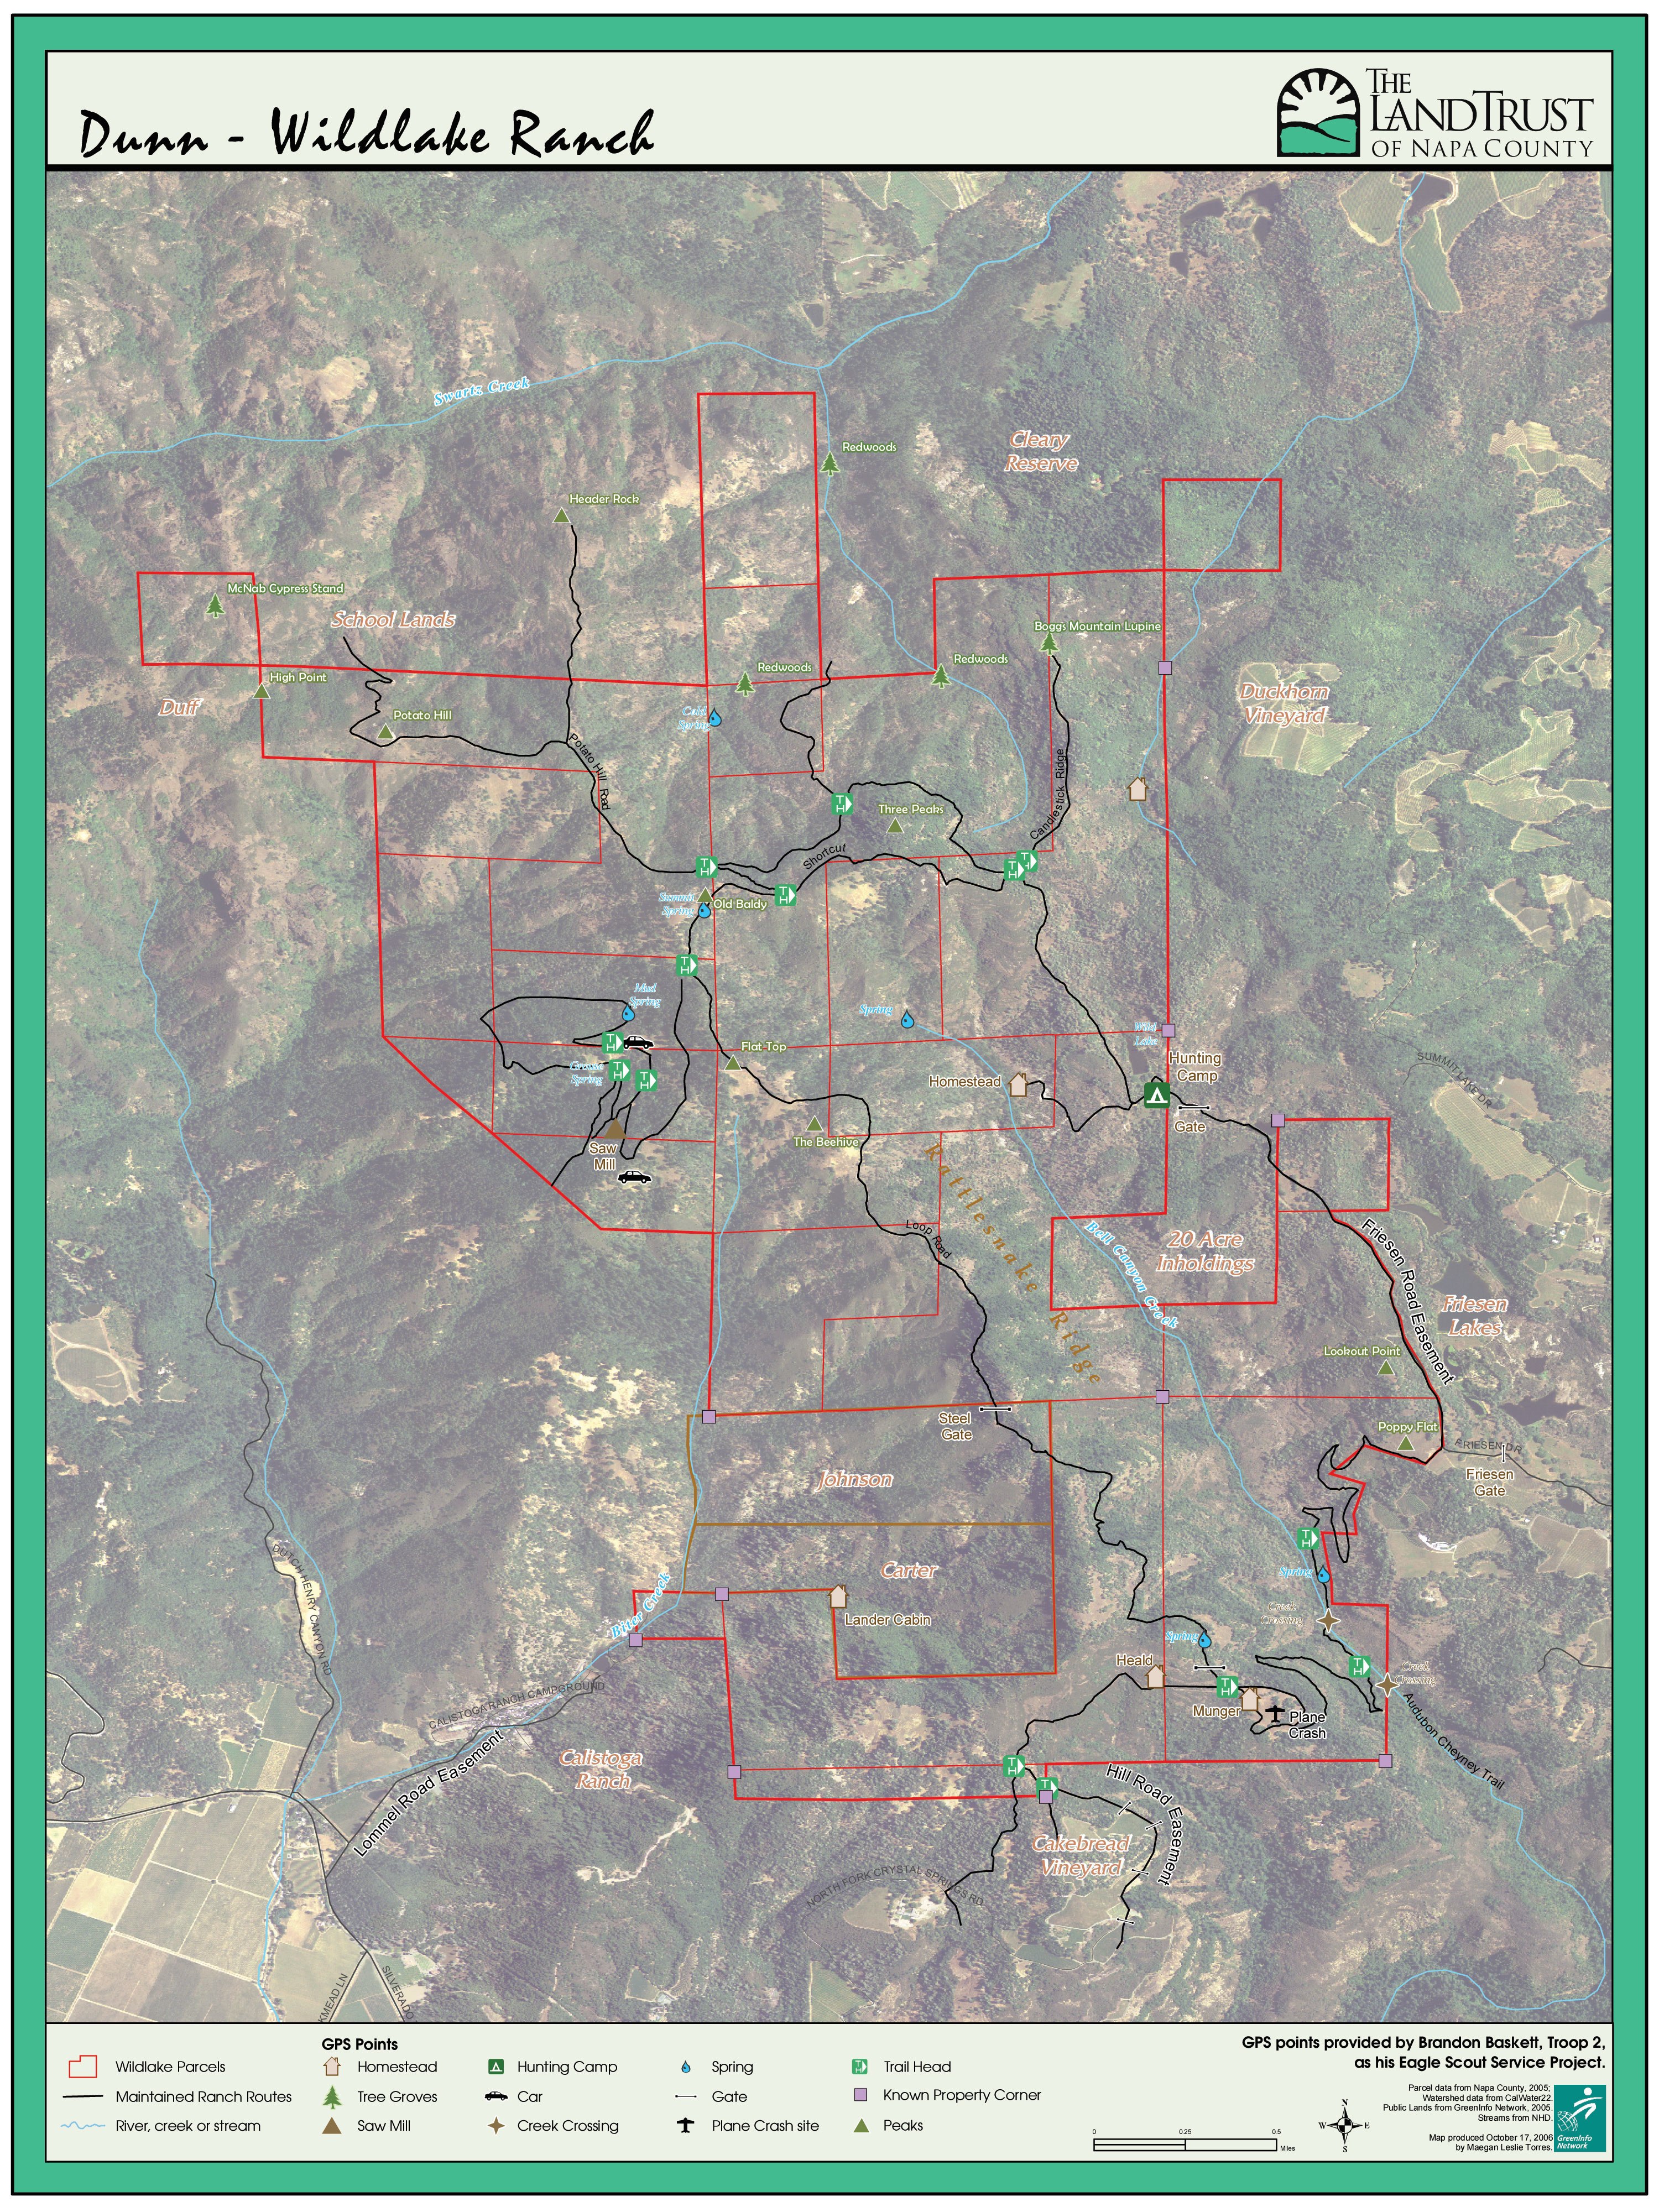 Dunn - Wildlake Ranch
THE
LAND TRUST
OF NAPA COUNTY
Swartz Creek
Redwoods
Cleary
Reserve
Header Rock
McNab Cypress Stand
School Lands
Boggs Mountain Lupine
Redwoods
Redwoods
High Point
Duff
Cold
Spring
Potato Hill
Duckhorn
Vineyard
Potato Hill Road
Candlestick Ridge
Three Peaks
Shortcut
Summit
Spring
Old Baldy
Mud
Spring
Spring
Wild
Lake
Hunting
Camp
Flat Top
Goose
Spring
Homestead
SUMMIT LAKE DR
Gate
The Beehive
Saw
Mill
Rattlesnake Ridge
Loop Road
Bell Canyon Creek
20 Acre
Inholdings
Friesen Road Easement
Friesen
Lakes
Lookout Point
Steel
Gate
Poppy Flat
FRIESEN DR
Friesen
Gate
Johnson
Carter
Spring
DUTCH HENRY CANYON RD
Biter Creek
Lander Cabin
Creek
Crossing
Spring
Heald
Creek
Crossing
CALISTOGA RANCH CAMPGROUND
Munger
Plane
Crash
Audubon Cheyney Trail
Lommel Road Easement
Calistoga
Ranch
Hill Road Easement
Cakebread
Vineyard
NORTH FORK CRYSTAL SPRINGS RD
KMEAD LN
SILVERADO
GPS Points
Wildlake Parcels
Homestead
Hunting Camp
Spring
Trail Head
Maintained Ranch Routes
Tree Groves
Car
Gate
Known Property Corner
River, creek or stream
Saw Mill
Creek Crossing
Plane Crash site
Peaks
GPS points provided by Brandon Baskett, Troop 2,
as his Eagle Scout Service Project.
Parcel data from Napa County, 2005;
Watershed data from CalWater22.
Public Lands from GreenInfo Network, 2005.
Streams from NHD.
Map produced October 17, 2006
by Maegan Leslie Torres.
GreenInfo
Network
N
W E
S
0 0.25 0.5
Miles